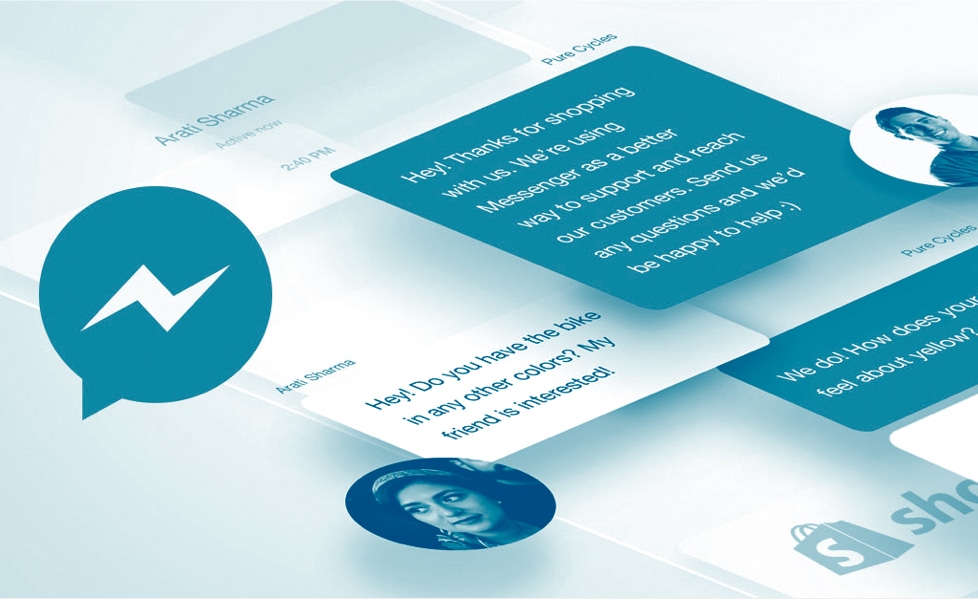 Arati Sharma
Active now
2:40 PM
Pure Cycles
Hey! Thanks for shopping
with us. We're using
Messenger as a better
way to support and reach
our customers. Send us
any questions and we'd
be happy to help :)
Arati Sharma
Hey! Do you have the bike
in any other colors? My
friend is interested!
Pure Cycles
We do! How does your
feel about yellow?
sho